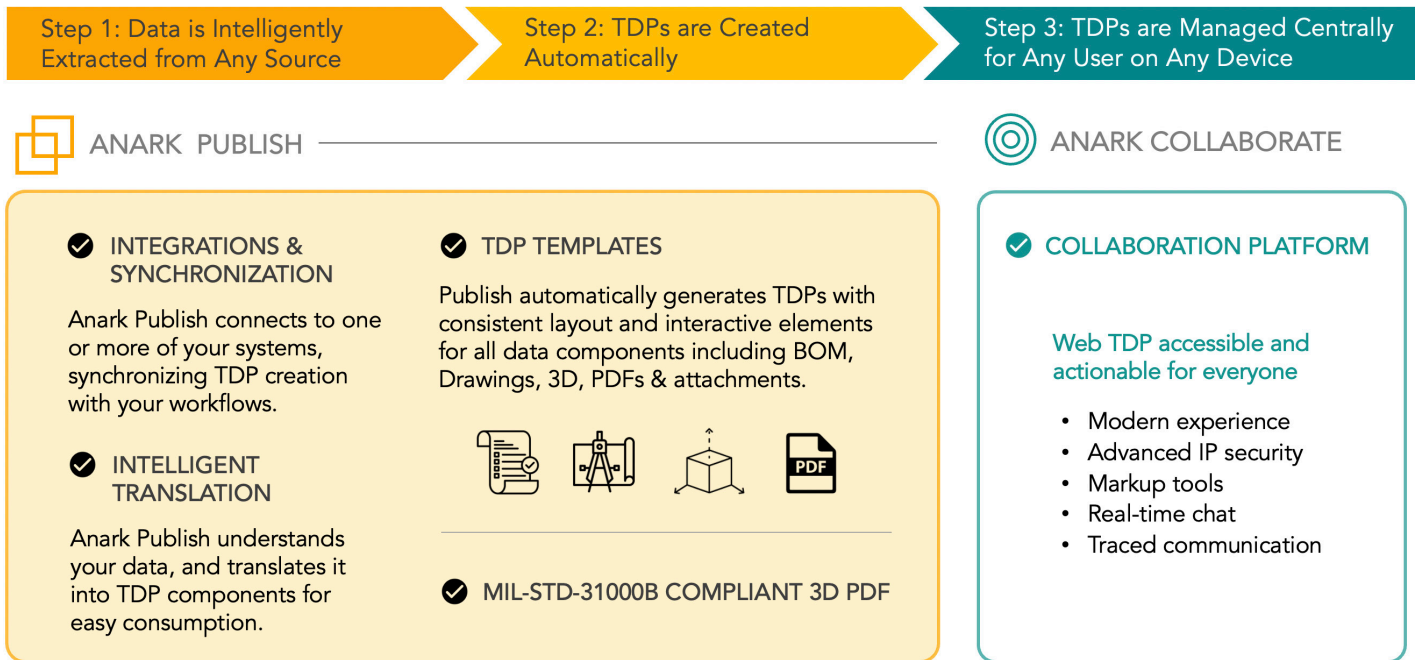 Step 1: Data is Intelligently
Extracted from Any Source
Step 2: TDPs are Created
Automatically
Step 3: TDPs are Managed Centrally
for Any User on Any Device
ANARK PUBLISH
ANARK COLLABORATE
INTEGRATIONS &
SYNCHRONIZATION
Anark Publish connects to one
or more of your systems,
synchronizing TDP creation
with your workflows.
INTELLIGENT
TRANSLATION
Anark Publish understands
your data, and translates it
into TDP components for
easy consumption.
TDP TEMPLATES
Publish automatically generates TDPs with
consistent layout and interactive elements
for all data components including BOM,
Drawings, 3D, PDFs & attachments.
PDF
MIL-STD-31000B COMPLIANT 3D PDF
COLLABORATION PLATFORM
Web TDP accessible and
actionable for everyone
• Modern experience
• Advanced IP security
• Markup tools
• Real-time chat
• Traced communication